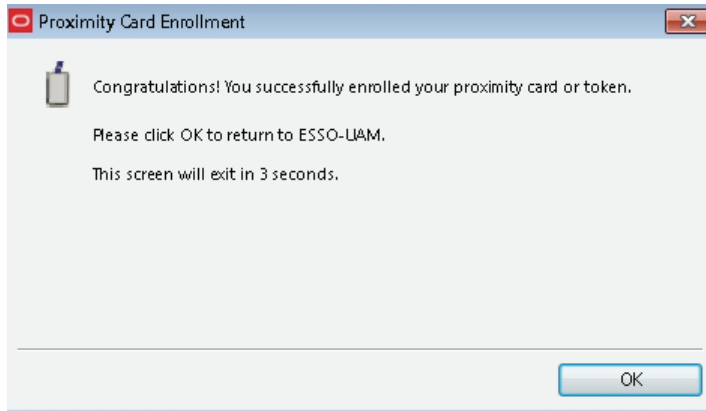 Proximity Card Enrollment
Congratulations! You successfully enrolled your proximity card or token.
Please click OK to return to ESSO-UAM.
This screen will exit in 3 seconds.
OK